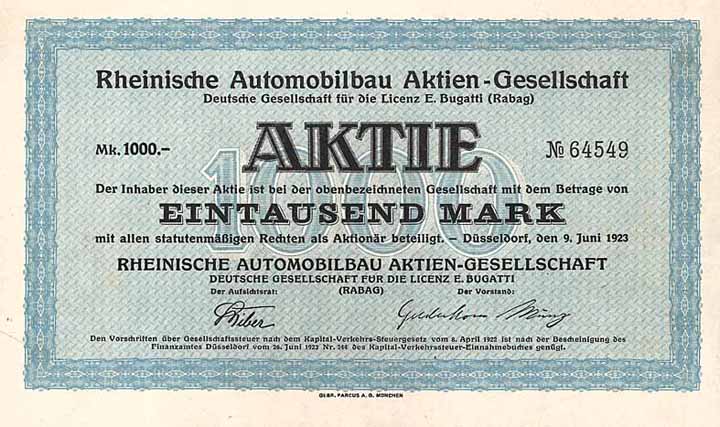 Rheinische Automobilbau Aktien-Gesellschaft
Deutsche Gesellschaft für die Licenz E. Bugatti (Rabag)
Mk. 1000.- AKTIE № 64549
1000
Der Inhaber dieser Aktie ist bei der obenbezeichneten Gesellschaft mit dem Betrage von
EINTAUSEND MARK
mit allen statutenmäßigen Rechten als Aktionär beteiligt. – Düsseldorf, den 9. Juni 1923
RHEINISCHE AUTOMOBILBAU AKTIEN-GESELLSCHAFT
DEUTSCHE GESELLSCHAFT FÜR DIE LICENZ E. BUGATTI
Der Aufsichtsrat: (RABAG) Der Vorstand:
Den Vorschriften über Gesellschaftssteuer nach dem Kapital-Verkehrs-Steuergesetz vom 8. April 1922 ist nach der Bescheinigung des
Finanzamtes Düsseldorf vom 26. Juni 1923 Nr. 244 des Kapital-Verkehrssteuer-Einnahmebuches genügt.
GEBR. PARCUS A. G. MÜNCHEN